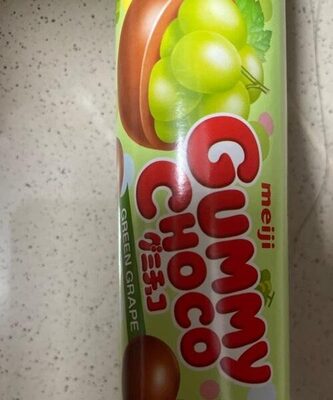 meiji
GUMMY
CHOCO
グミチョコ
GREEN GRAPE